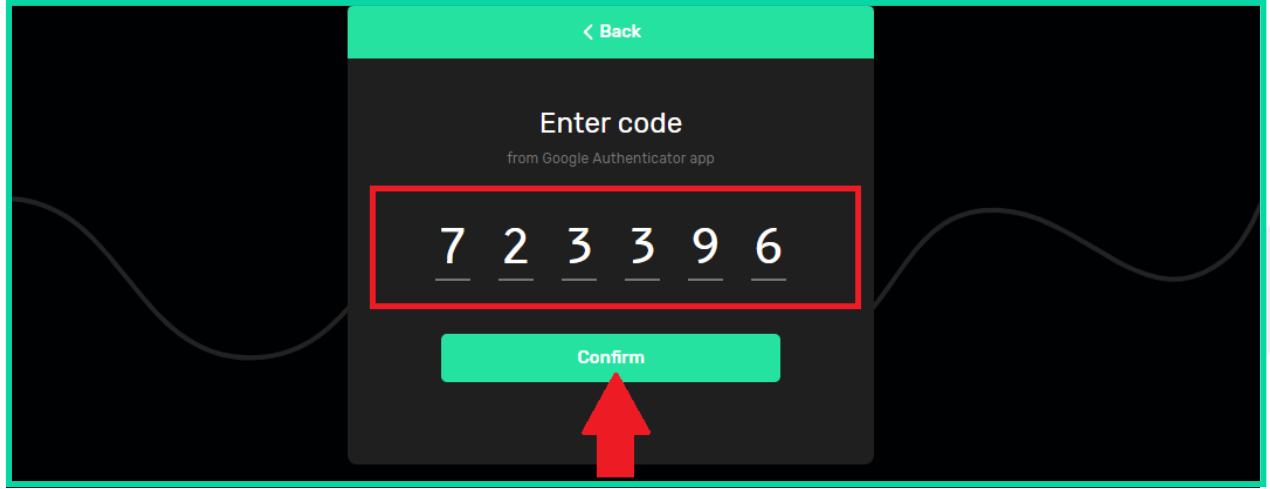 < Back
Enter code
from Google Authenticator app
7 2 3 3 9 6
Confirm